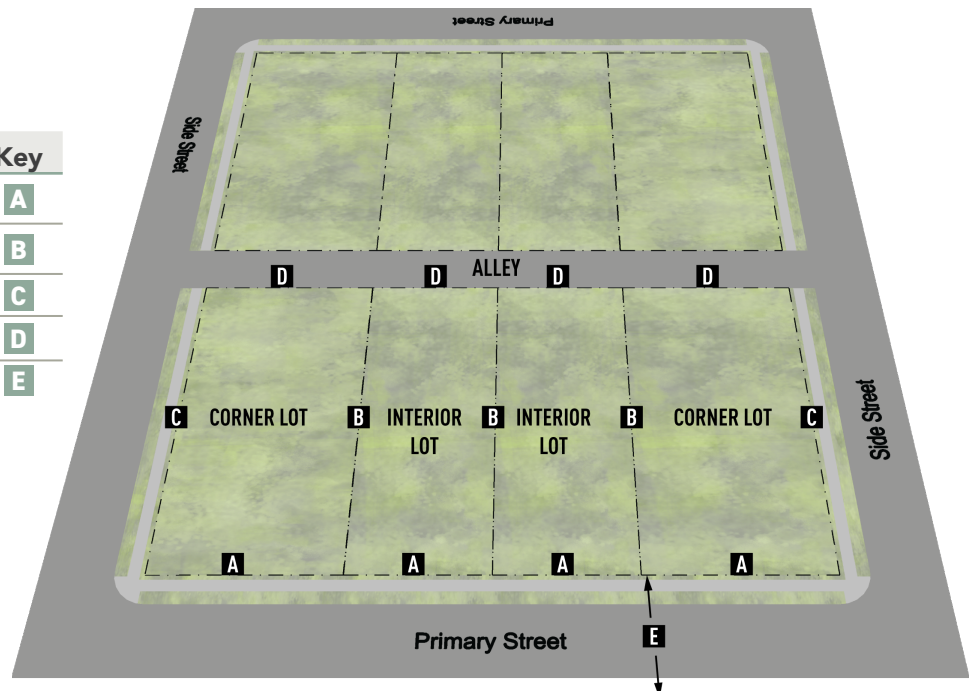 Primary Street
Side Street
Key
A
B
C
D
E
ALLEY
D
D
D
D
C
CORNER LOT
B
INTERIOR
LOT
B
INTERIOR
LOT
B
CORNER LOT
C
Side Street
A
A
A
A
Primary Street
E